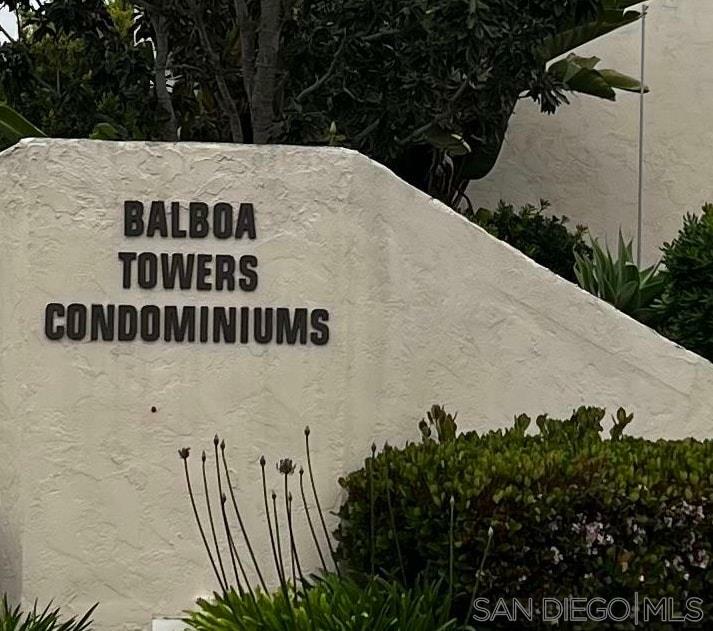 BALBOA
TOWERS
CONDOMINIUMS
SAN DIEGO|MLS